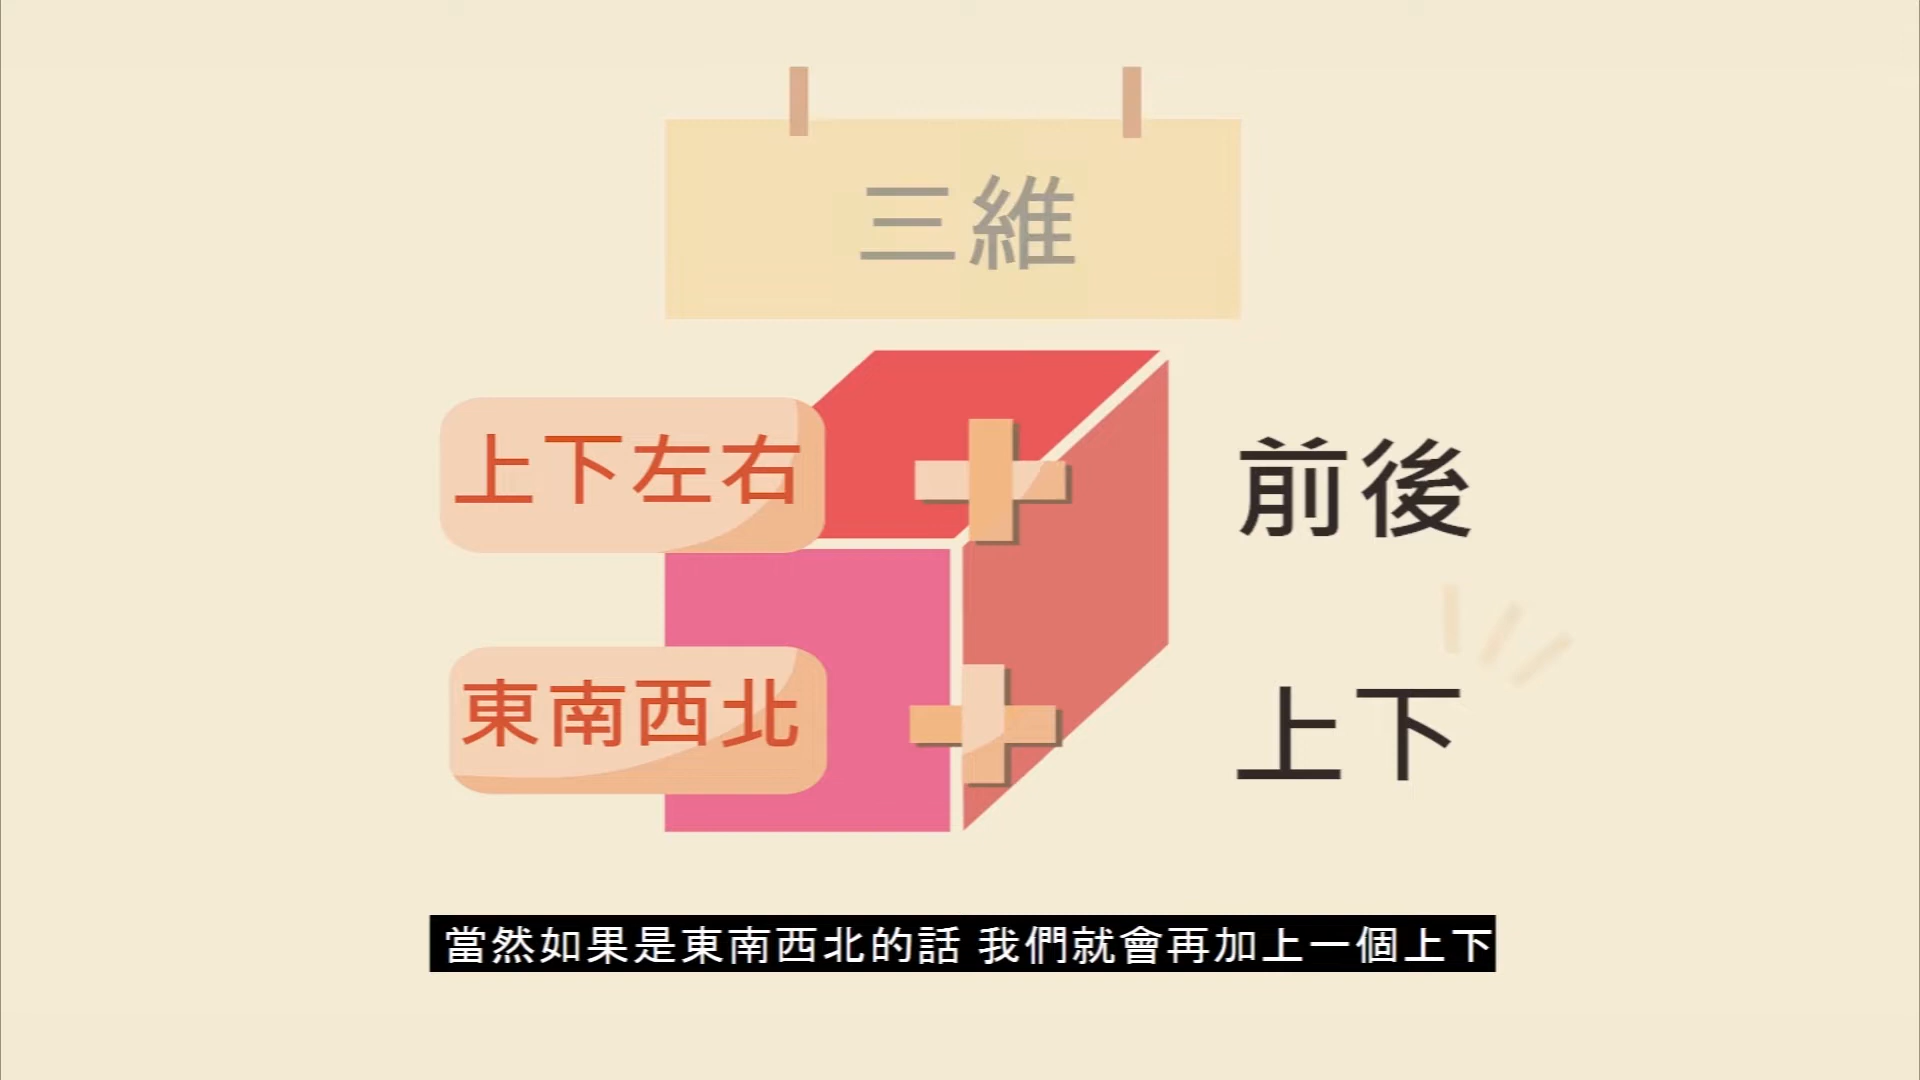 三維
上下左右
前後
東南西北
上下
當然如果是東南西北的話 我們就會再加上一個上下